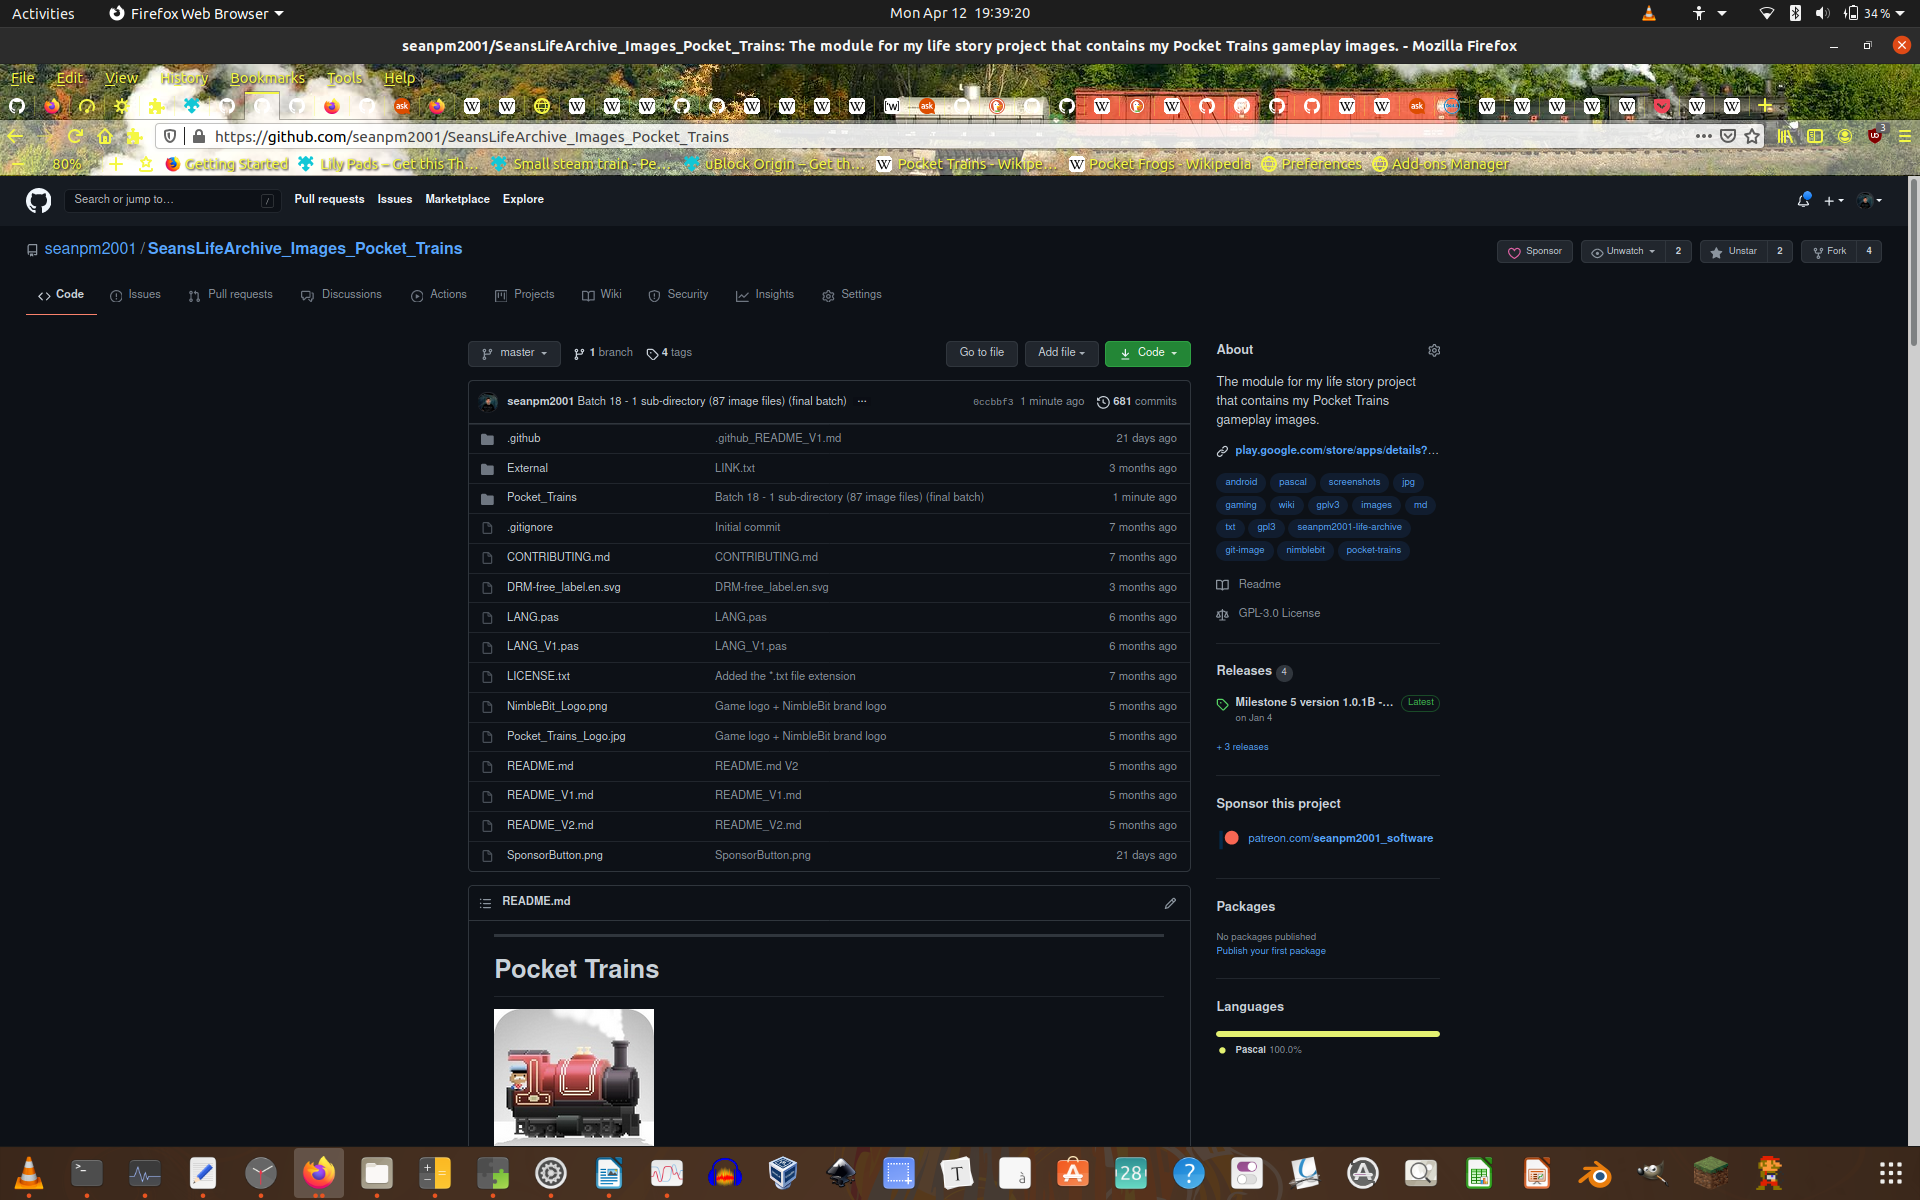 Activities Firefox Web Browser Mon Apr 12 19:39:20 34 %
seanpm2001/SeansLifeArchive_Images_Pocket_Trains: The module for my life story project that contains my Pocket Trains gameplay images. - Mozilla Firefox
File Edit View History Bookmarks Tools Help
https://github.com/seanpm2001/SeansLifeArchive_Images_Pocket_Trains
80% Getting Started Lily Pads – Get this Th… Small steam train - Pe… uBlock Origin – Get th… Pocket Trains - Wikipe… Pocket Frogs - Wikipedia Preferences Add-ons Manager
Search or jump to… / Pull requests Issues Marketplace Explore
seanpm2001 / SeansLifeArchive_Images_Pocket_Trains Sponsor Unwatch 2 Unstar 2 Fork 4
Code Issues Pull requests Discussions Actions Projects Wiki Security Insights Settings
master 1 branch 4 tags Go to file Add file Code
seanpm2001 Batch 18 - 1 sub-directory (87 image files) (final batch) ... 0ccbbf3 1 minute ago 681 commits
.github .github_README_V1.md 21 days ago
External LINK.txt 3 months ago
Pocket_Trains Batch 18 - 1 sub-directory (87 image files) (final batch) 1 minute ago
.gitignore Initial commit 7 months ago
CONTRIBUTING.md CONTRIBUTING.md 7 months ago
DRM-free_label.en.svg DRM-free_label.en.svg 3 months ago
LANG.pas LANG.pas 6 months ago
LANG_V1.pas LANG_V1.pas 6 months ago
LICENSE.txt Added the *.txt file extension 7 months ago
NimbleBit_Logo.png Game logo + NimbleBit brand logo 5 months ago
Pocket_Trains_Logo.jpg Game logo + NimbleBit brand logo 5 months ago
README.md README.md V2 5 months ago
README_V1.md README_V1.md 5 months ago
README_V2.md README_V2.md 5 months ago
SponsorButton.png SponsorButton.png 21 days ago
README.md
Pocket Trains
About
The module for my life story project
that contains my Pocket Trains
gameplay images.
play.google.com/store/apps/details?…
android pascal screenshots jpg
gaming wiki gplv3 images md
txt gpl3 seanpm2001-life-archive
git-image nimblebit pocket-trains
Readme
GPL-3.0 License
Releases 4
Milestone 5 version 1.0.1B -… Latest
on Jan 4
+ 3 releases
Sponsor this project
patreon.com/seanpm2001_software
Packages
No packages published
Publish your first package
Languages
Pascal 100.0%